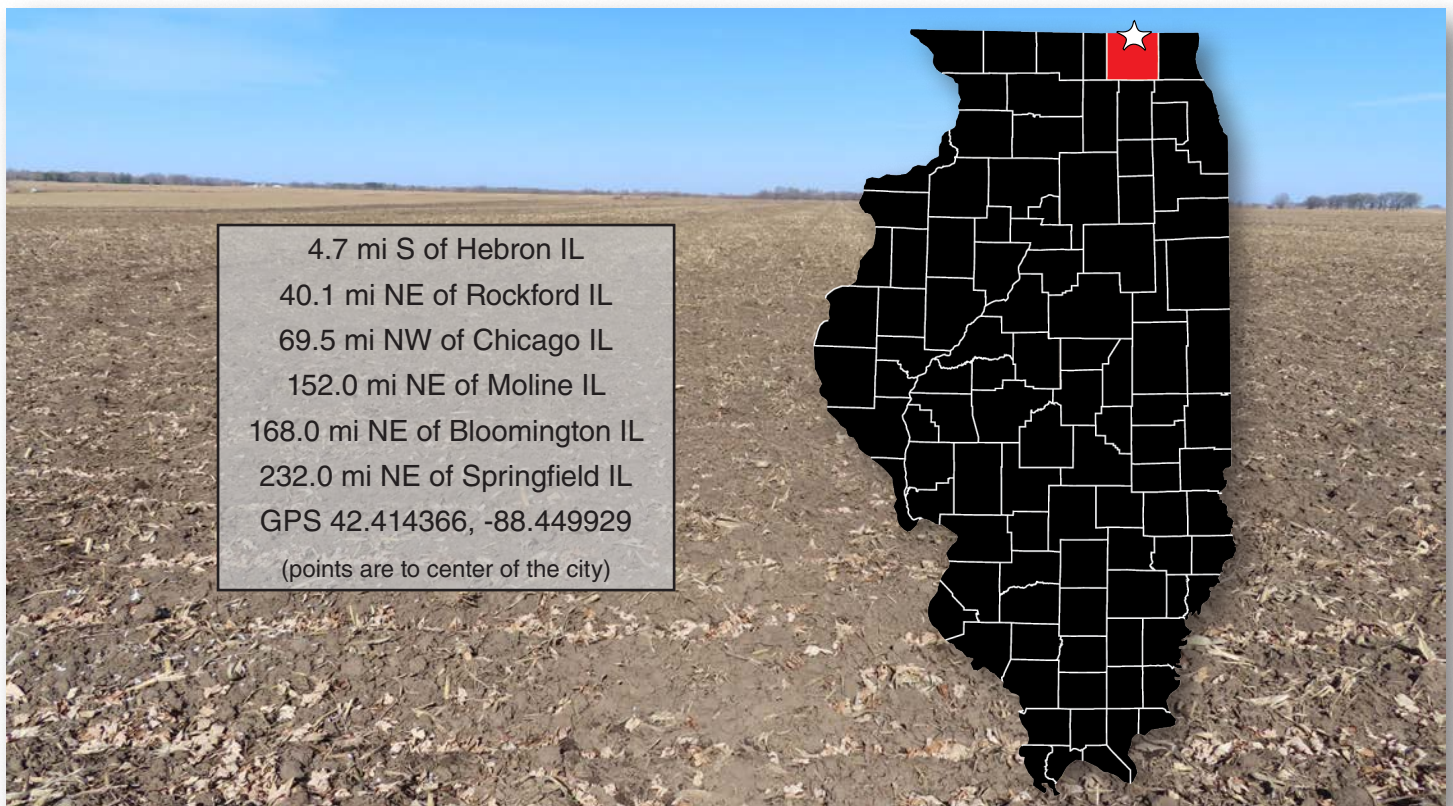 4.7 mi S of Hebron IL
40.1 mi NE of Rockford IL
69.5 mi NW of Chicago IL
152.0 mi NE of Moline IL
168.0 mi NE of Bloomington IL
232.0 mi NE of Springfield IL
GPS 42.414366, -88.449929
(points are to center of the city)